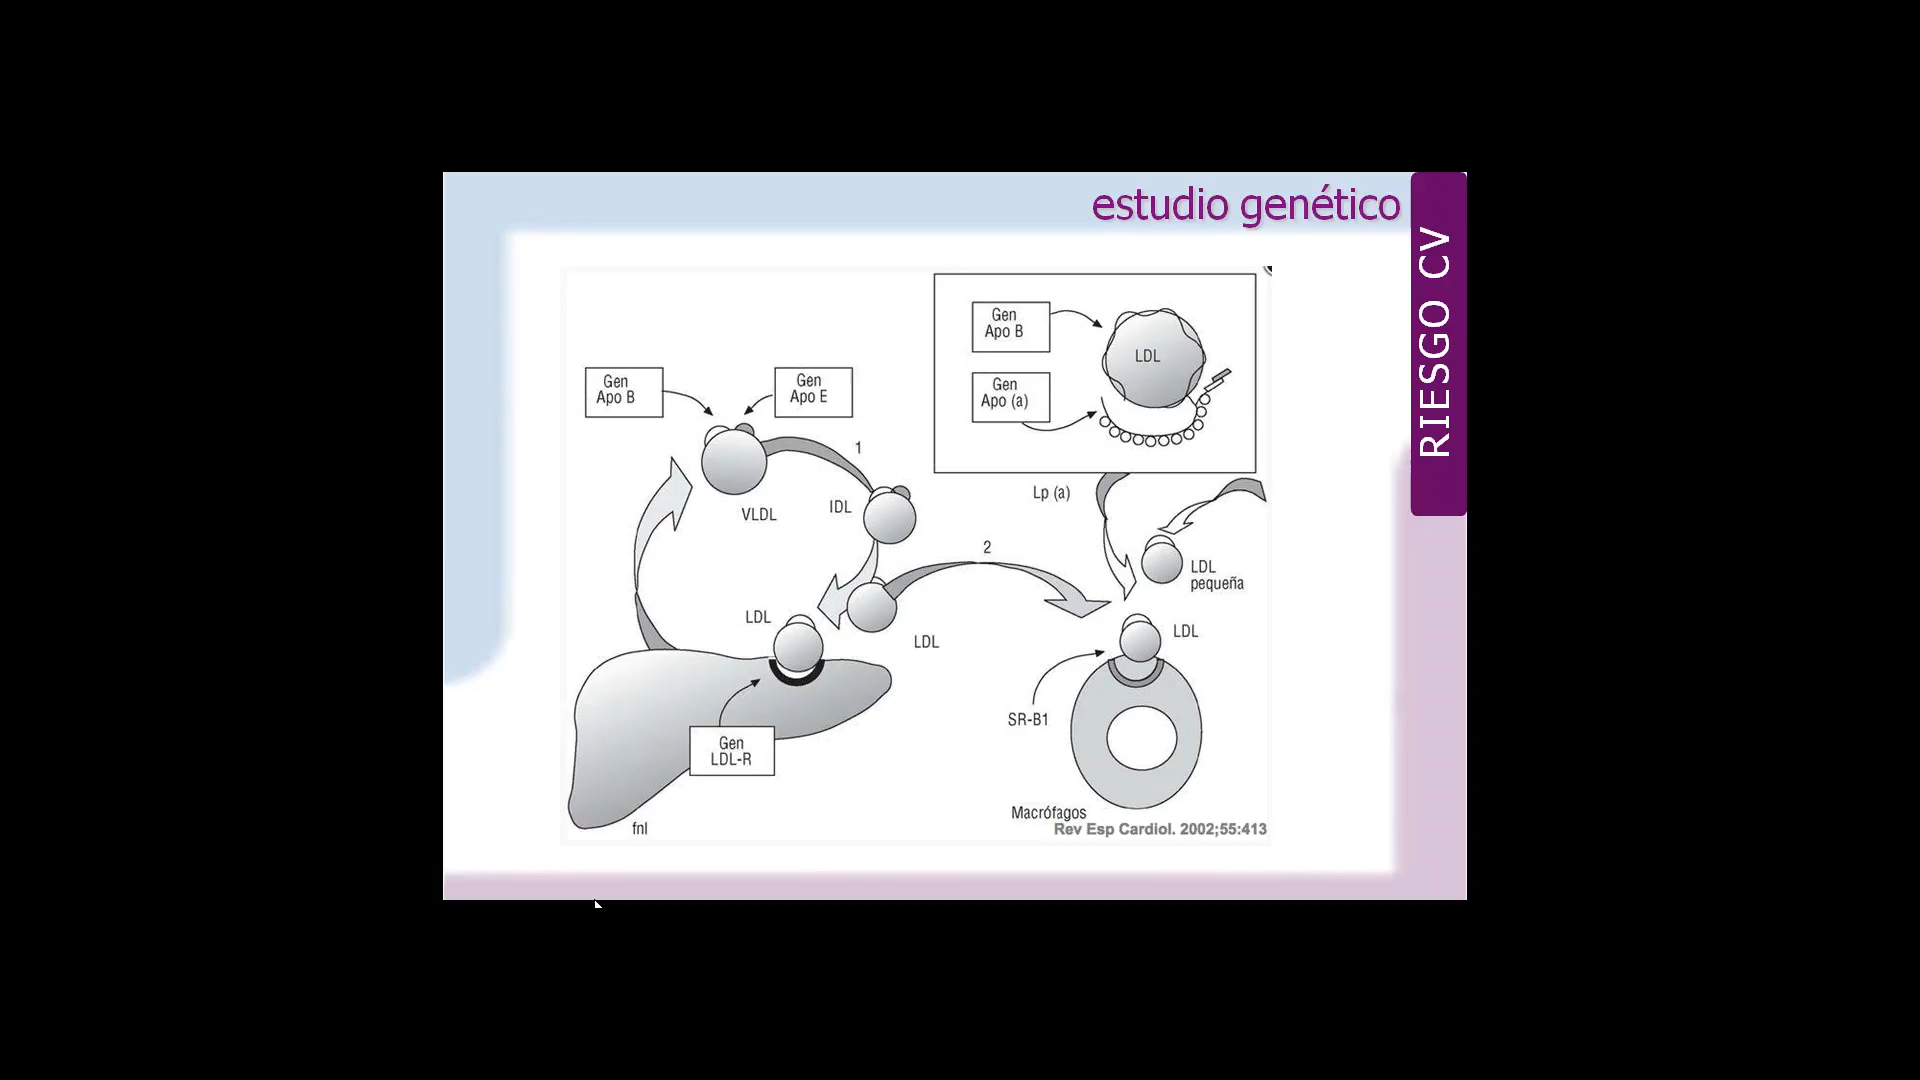 estudio genético
RIESGO CV
Gen
Apo B
Gen
Apo (a)
LDL
Gen
Apo B
Gen
Apo E
1
VLDL
IDL
Lp (a)
2
LDL
pequeña
LDL
LDL
LDL
SR-B1
Gen
LDL-R
Macrófagos
fnl
Rev Esp Cardiol. 2002;55:413